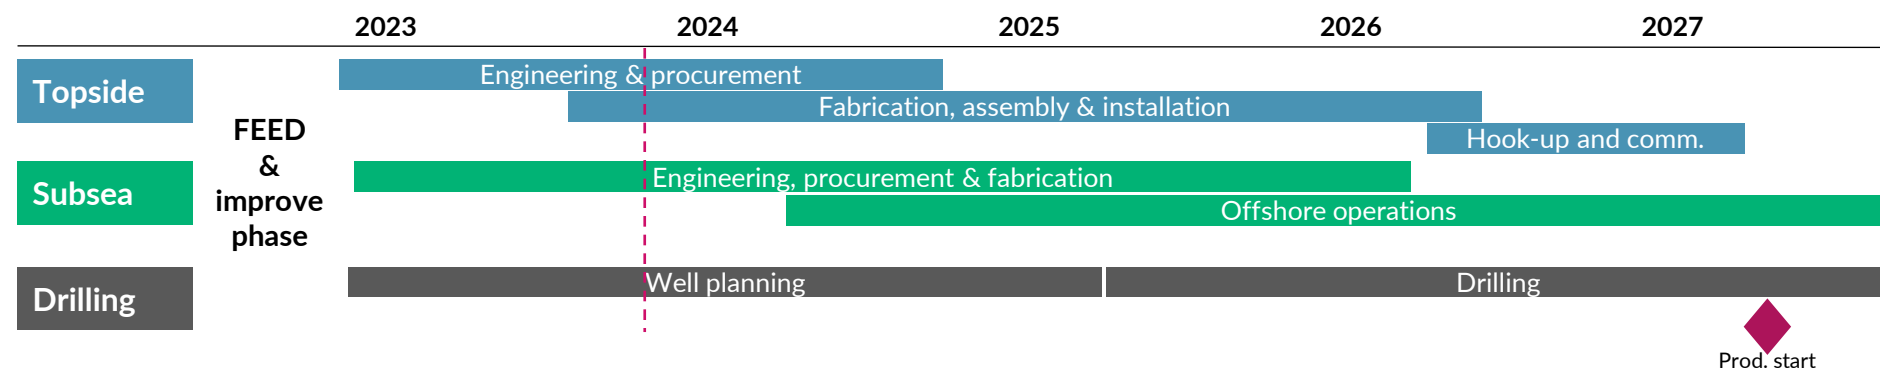 2023 2024 2025 2026 2027
Topside
Engineering & procurement
Fabrication, assembly & installation
Hook-up and comm.
FEED
&
improve
phase
Subsea
Engineering, procurement & fabrication
Offshore operations
Drilling
Well planning
Drilling
Prod. start